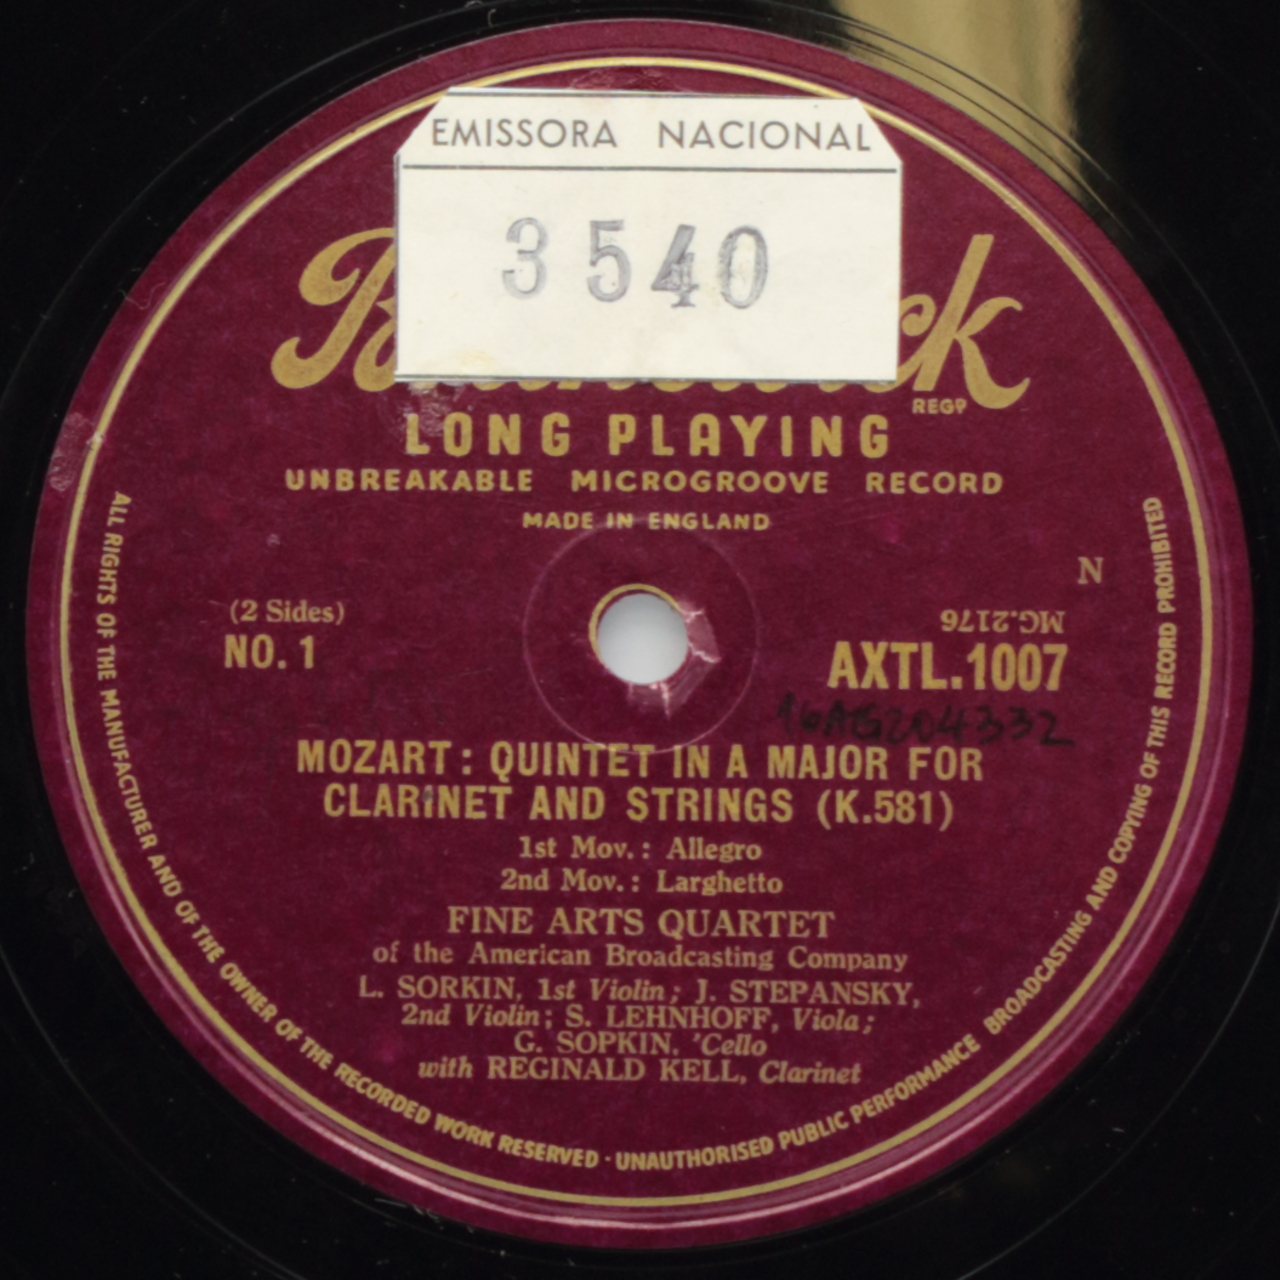 EMISSORA NACIONAL
3540
REGD
LONG PLAYING
UNBREAKABLE MICROGROOVE RECORD
MADE IN ENGLAND
N
(2 Sides)
MG.2176
NO. 1
AXTL.1007
MOZART: QUINTET IN A MAJOR FOR
CLARINET AND STRINGS (K.581)
1st Mov.: Allegro
2nd Mov.: Larghetto
FINE ARTS QUARTET
of the American Broadcasting Company
L. SORKIN, 1st Violin; J. STEPANSKY,
2nd Violin; S. LEHNHOFF, Viola;
G. SOPKIN, 'Cello
with REGINALD KELL, Clarinet
ALL RIGHTS OF THE MANUFACTURER AND OF THE OWNER OF THE RECORDED WORK RESERVED · UNAUTHORISED PUBLIC PERFORMANCE BROADCASTING AND COPYING OF THIS RECORD PROHIBITED